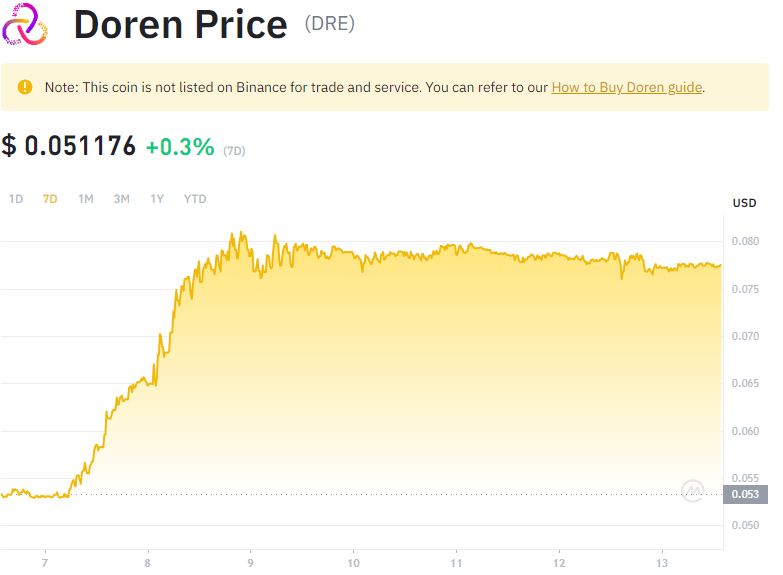 Doren Price (DRE)
Note: This coin is not listed on Binance for trade and service. You can refer to our How to Buy Doren guide.
$ 0.051176 +0.3% (7D)
1D 7D 1M 3M 1Y YTD
USD
0.080
0.075
0.070
0.065
0.060
0.055
0.053
0.050
7 8 9 10 11 12 13